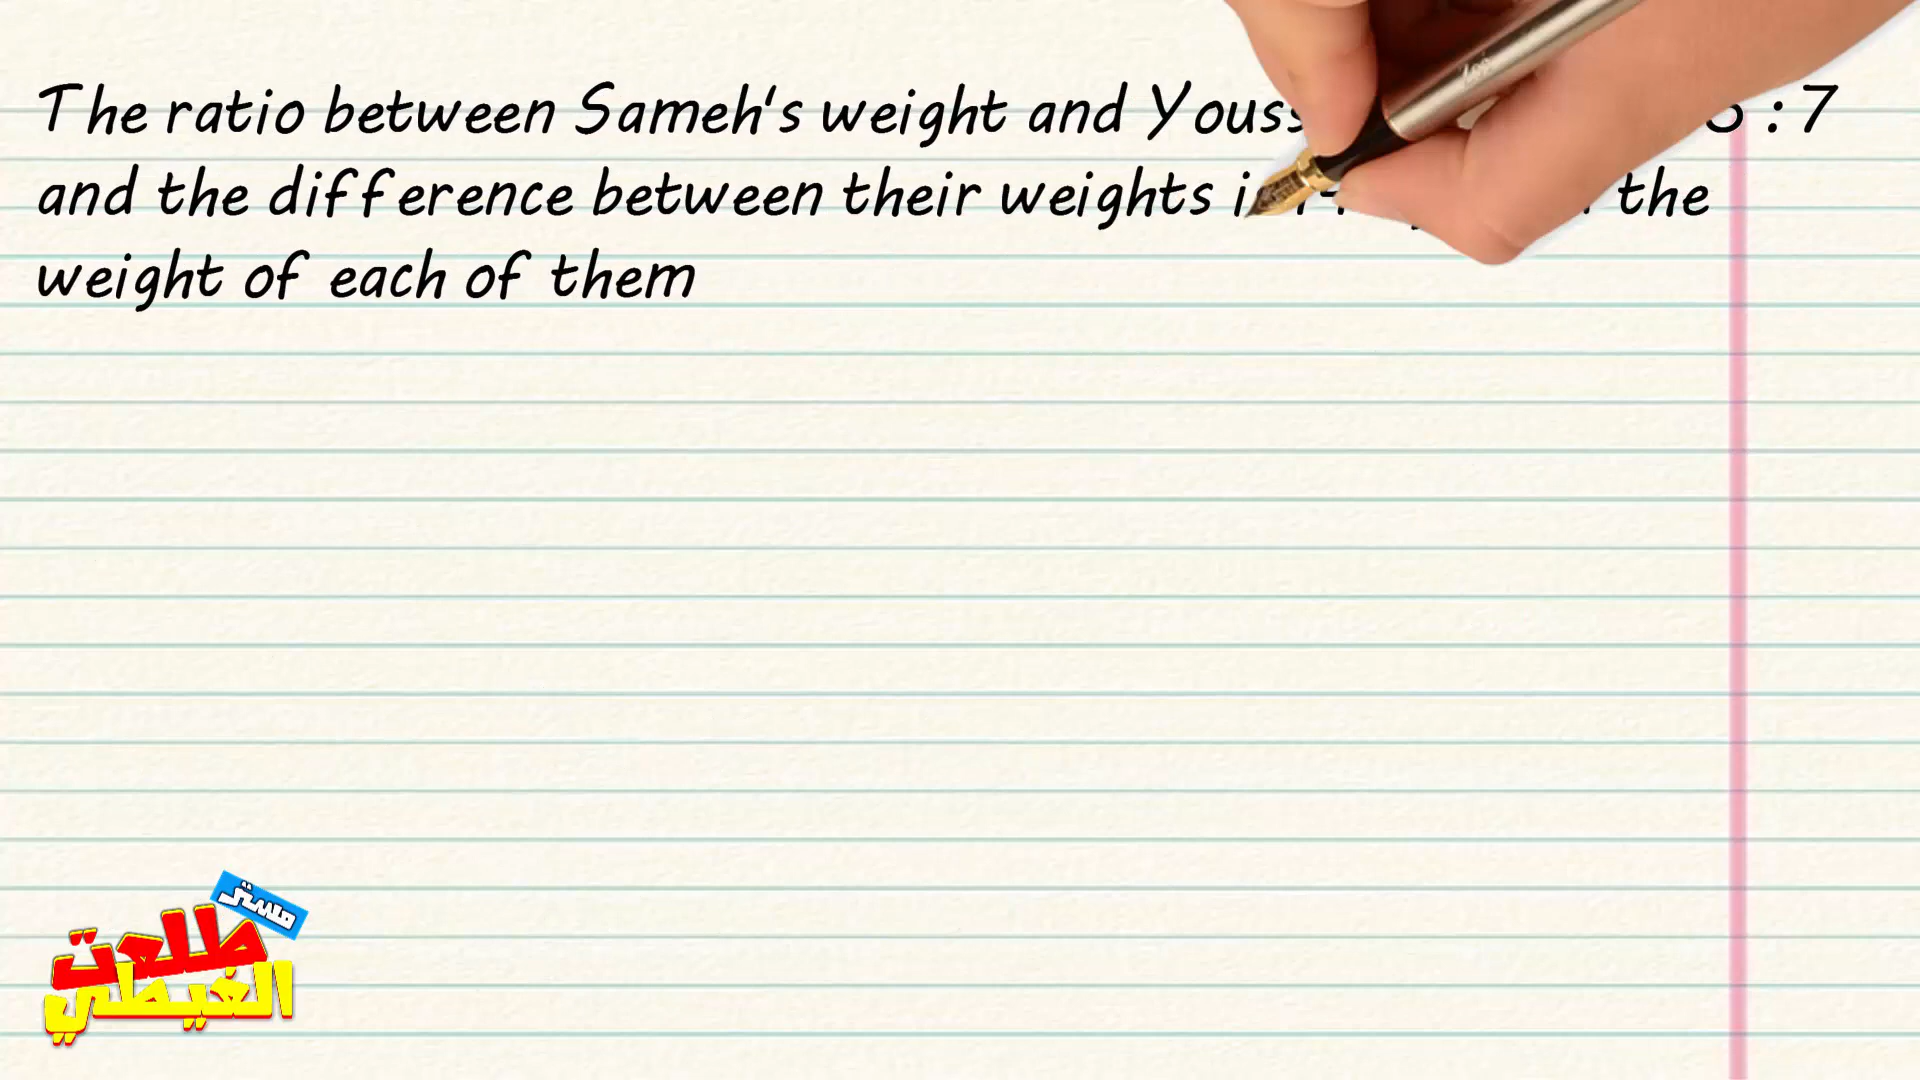 The ratio between Sameh's weight and : 7
and the difference between their weights the
weight of each of them
مستر
طلعت
الغيطي